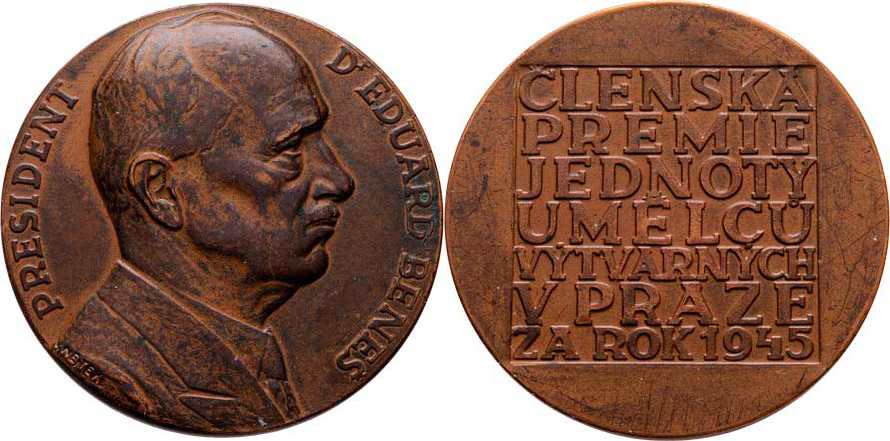 PRESIDENT
Dr EDUARD BENEŠ
ČLENSKÁ
PREMIE
JEDNOTY
UMĚLCŮ
VÝTVARNÝCH
V PRAZE
ZA ROK 1945